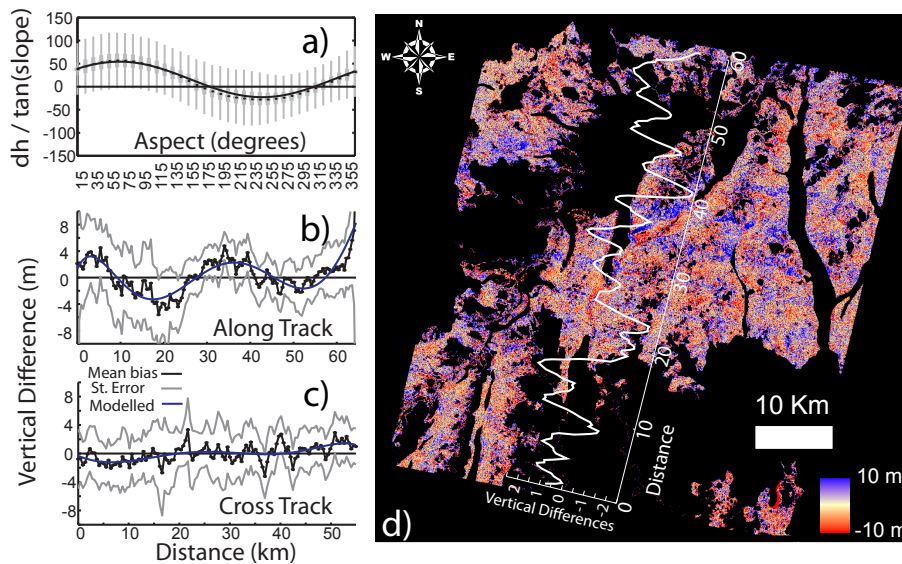 150
100
50
0
-50
-100
-150
dh / tan(slope)
a)
Aspect (degrees)
15 35 55 75 95 115 135 155 175 195 215 235 255 275 295 315 335 355
Vertical Difference (m)
8
4
0
-4
-8
b)
Along Track
0 10 20 30 40 50 60
Mean bias
St. Error
Modelled
8
4
0
-4
-8
c)
Cross Track
0 10 20 30 40 50
Distance (km)
N
W E
S
60
50
40
30
20
10
0
Distance
2 1 0 -1 -2
Vertical Differences
10 Km
10 m
-10 m
d)